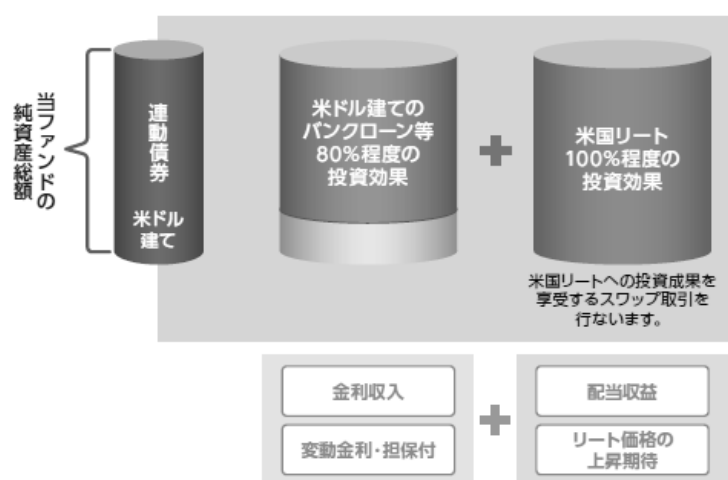 当ファンドの
純資産総額
連動債券
米ドル
建て
米ドル建ての
バンクローン等
80%程度の
投資効果
+
米国リート
100%程度の
投資効果
米国リートへの投資成果を
享受するスワップ取引を
行ないます。
金利収入
変動金利・担保付
+
配当収益
リート価格の
上昇期待